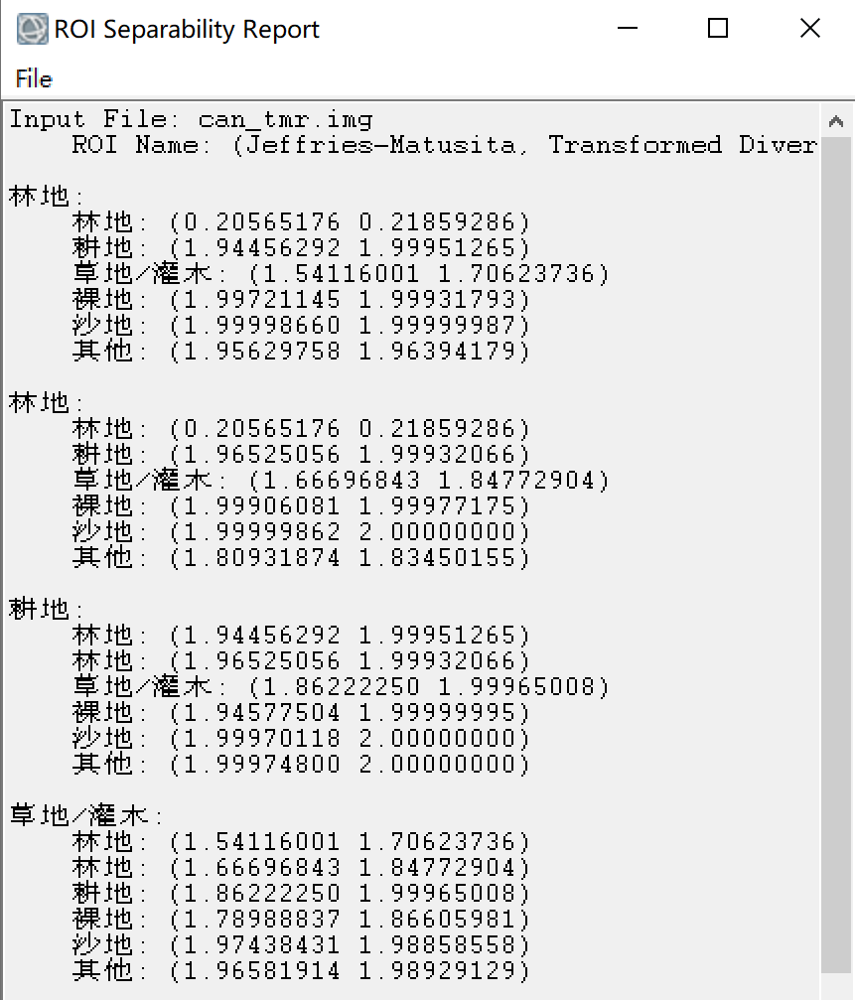 ROI Separability Report
File
Input File: can_tmr.img
ROI Name: (Jeffries-Matusita, Transformed Diver
林地:
林地: (0.20565176 0.21859286)
耕地: (1.94456292 1.99951265)
草地/灌木: (1.54116001 1.70623736)
裸地: (1.99721145 1.99931793)
沙地: (1.99998660 1.99999987)
其他: (1.95629758 1.96394179)
林地:
林地: (0.20565176 0.21859286)
耕地: (1.96525056 1.99932066)
草地/灌木: (1.66696843 1.84772904)
裸地: (1.99906081 1.99977175)
沙地: (1.99999862 2.00000000)
其他: (1.80931874 1.83450155)
耕地:
林地: (1.94456292 1.99951265)
林地: (1.96525056 1.99932066)
草地/灌木: (1.86222250 1.99965008)
裸地: (1.94577504 1.99999995)
沙地: (1.99970118 2.00000000)
其他: (1.99974800 2.00000000)
草地/灌木:
林地: (1.54116001 1.70623736)
林地: (1.66696843 1.84772904)
耕地: (1.86222250 1.99965008)
裸地: (1.78988837 1.86605981)
沙地: (1.97438431 1.98858558)
其他: (1.96581914 1.98929129)